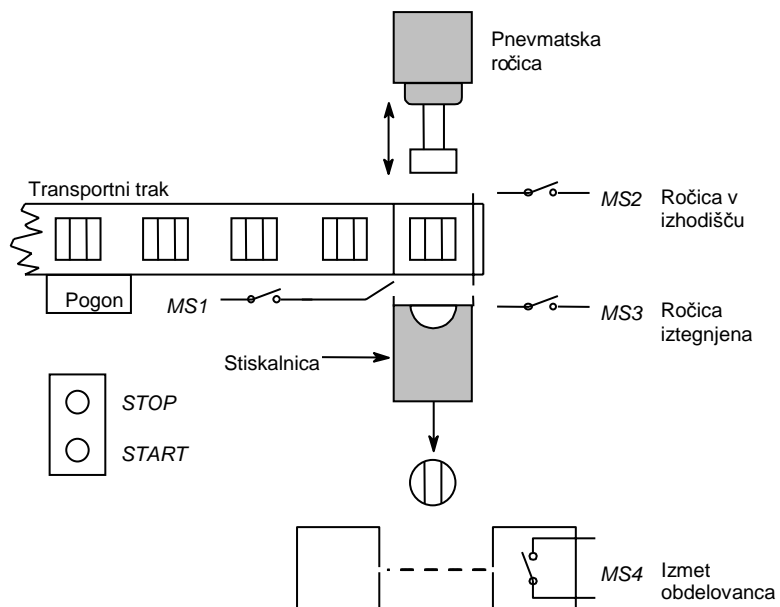 Pnevmatska
ročica
Transportni trak
MS2
Ročica v
izhodišču
Pogon
MS1
MS3
Ročica
iztegnjena
Stiskalnica
STOP
START
MS4
Izmet
obdelovanca